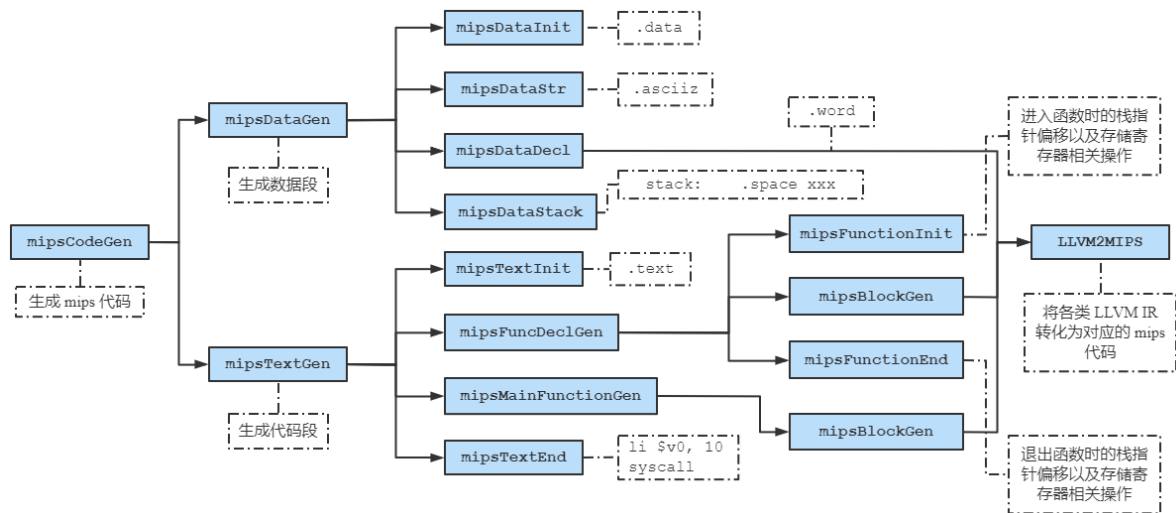 mipsDataInit
.data
mipsDataStr
.asciiz
mipsDataGen
生成数据段
.word
mipsDataDecl
进入函数时的栈指
针偏移以及存储寄
存器相关操作
mipsDataStack
stack:    .space xxx
mipsCodeGen
生成 mips 代码
mipsFunctionInit
LLVM2MIPS
将各类 LLVM IR
转化为对应的 mips
代码
mipsTextInit
.text
mipsBlockGen
mipsFuncDeclGen
mipsFunctionEnd
mipsTextGen
生成代码段
mipsMainFunctionGen
mipsBlockGen
mipsTextEnd
li $v0, 10
syscall
退出函数时的栈指
针偏移以及存储寄
存器相关操作